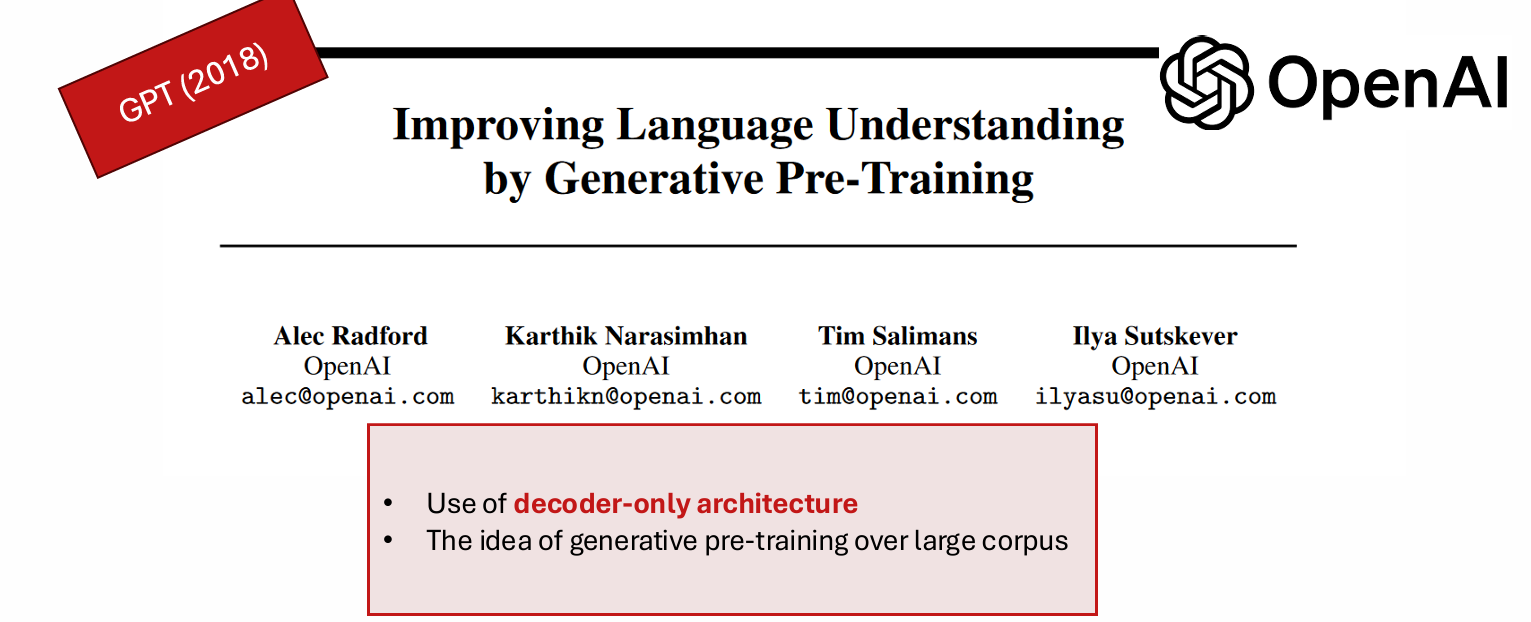 GPT (2018)
OpenAI
Improving Language Understanding
by Generative Pre-Training
Alec Radford
OpenAI
alec@openai.com
Karthik Narasimhan
OpenAI
karthikn@openai.com
Tim Salimans
OpenAI
tim@openai.com
Ilya Sutskever
OpenAI
ilyasu@openai.com
• Use of decoder-only architecture
• The idea of generative pre-training over large corpus